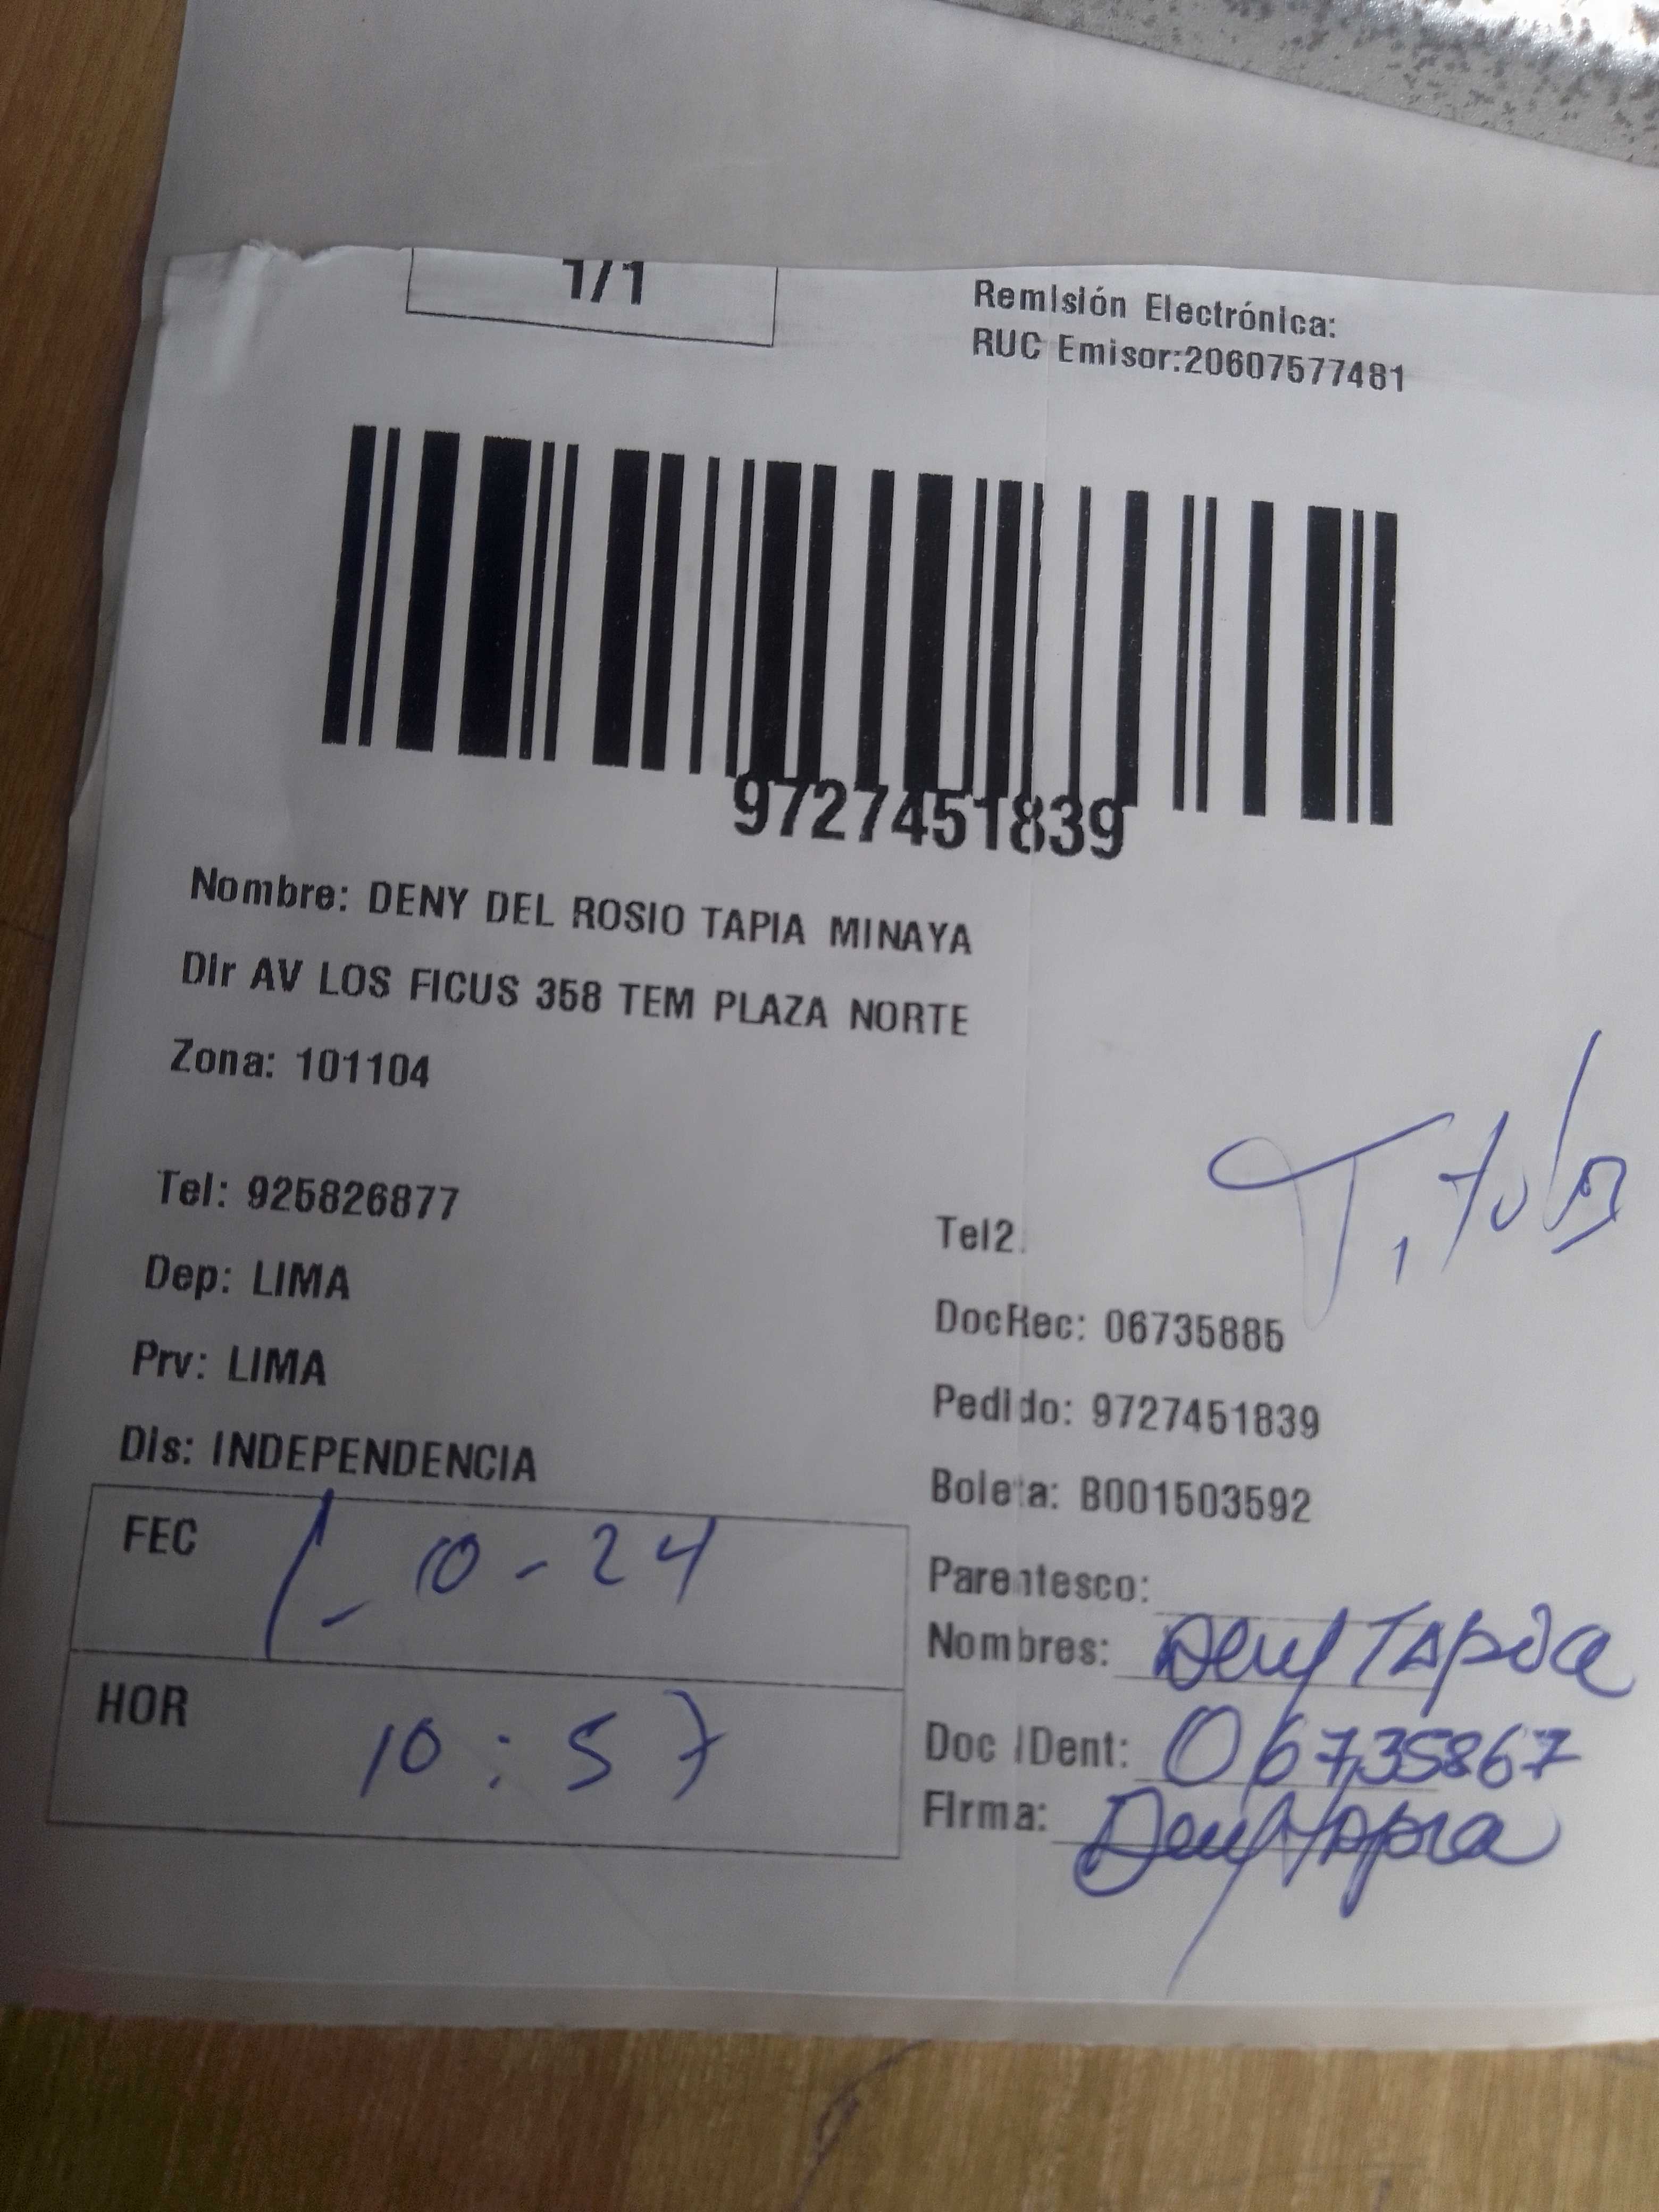 1/1
Remisión Electrónica:
RUC Emisor:20607577481
9727451839
Nombre: DENY DEL ROSIO TAPIA MINAYA
Dir AV LOS FICUS 358 TEM PLAZA NORTE
Zona: 101104
Titular
Tel: 925826877
Tel2:
Dep: LIMA
DocRec: 06735885
Prv: LIMA
Pedido: 9727451839
Dis: INDEPENDENCIA
Boleta: B001503592
FEC 1-10-24
Parentesco:
Nombres: Deny Tapia
HOR 10:57
Doc IDent: 06735867
Firma: Deny Tapia